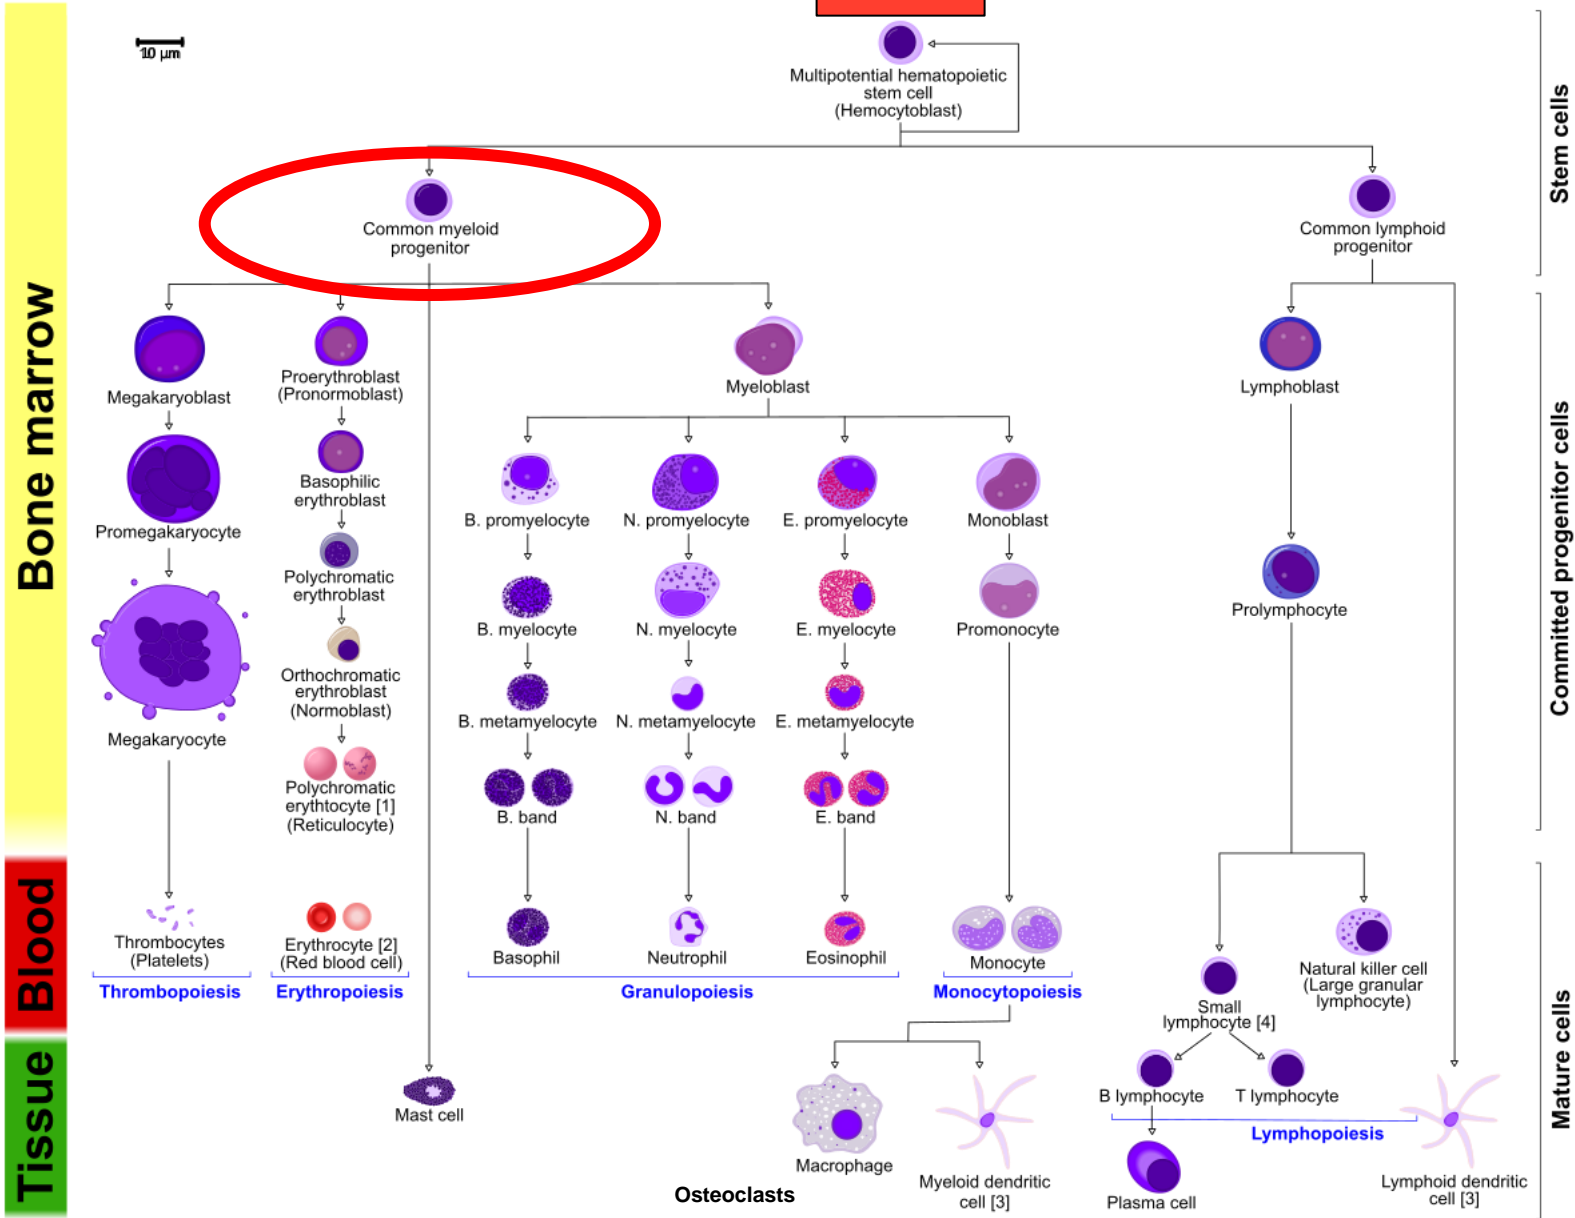 10 µm
Multipotential hematopoietic
stem cell
(Hemocytoblast)
Common myeloid
progenitor
Common lymphoid
progenitor
Stem cells
Bone marrow
Megakaryoblast
Proerythroblast
(Pronormoblast)
Myeloblast
Lymphoblast
Committed progenitor cells
Promegakaryocyte
Basophilic
erythroblast
B. promyelocyte
N. promyelocyte
E. promyelocyte
Monoblast
Polychromatic
erythroblast
B. myelocyte
N. myelocyte
E. myelocyte
Promonocyte
Prolymphocyte
Megakaryocyte
Orthochromatic
erythroblast
(Normoblast)
B. metamyelocyte
N. metamyelocyte
E. metamyelocyte
Polychromatic
erythtocyte [1]
(Reticulocyte)
B. band
N. band
E. band
Blood
Thrombocytes
(Platelets)
Erythrocyte [2]
(Red blood cell)
Basophil
Neutrophil
Eosinophil
Monocyte
Natural killer cell
(Large granular
lymphocyte)
Thrombopoiesis
Erythropoiesis
Granulopoiesis
Monocytopoiesis
Small
lymphocyte [4]
Mature cells
Tissue
Mast cell
B lymphocyte
T lymphocyte
Lymphopoiesis
Macrophage
Myeloid dendritic
cell [3]
Plasma cell
Lymphoid dendritic
cell [3]
Osteoclasts